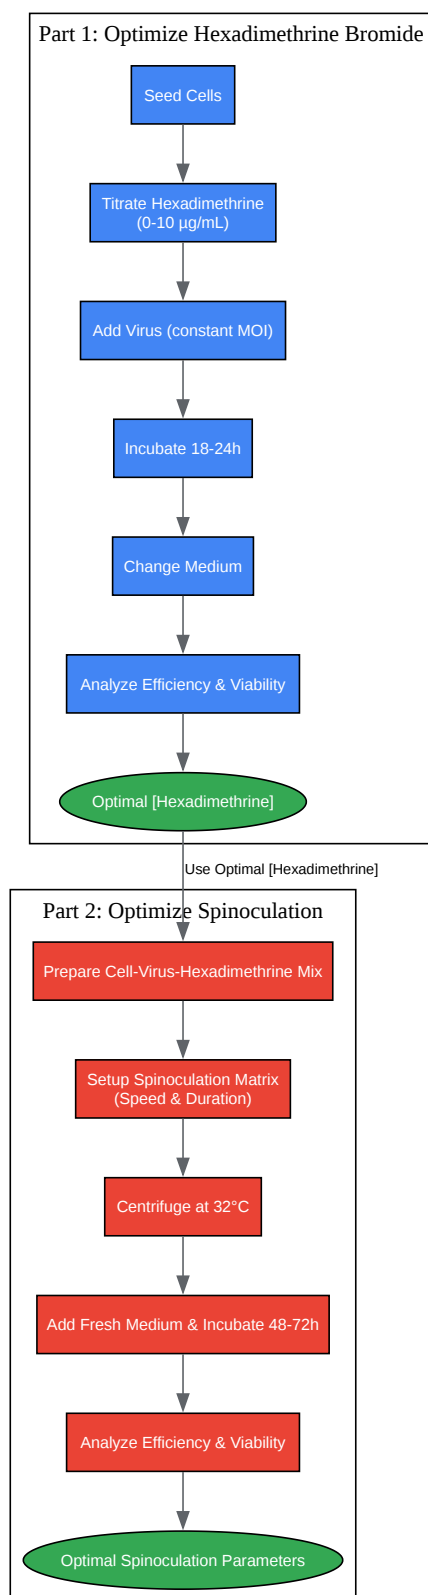 Part 1: Optimize Hexadimethrine Bromide
Seed Cells
Titrate Hexadimethrine
(0-10 µg/mL)
Add Virus (constant MOI)
Incubate 18-24h
Change Medium
Analyze Efficiency & Viability
Optimal [Hexadimethrine]
Use Optimal [Hexadimethrine]
Part 2: Optimize Spinoculation
Prepare Cell-Virus-Hexadimethrine Mix
Setup Spinoculation Matrix
(Speed & Duration)
Centrifuge at 32°C
Add Fresh Medium & Incubate 48-72h
Analyze Efficiency & Viability
Optimal Spinoculation Parameters